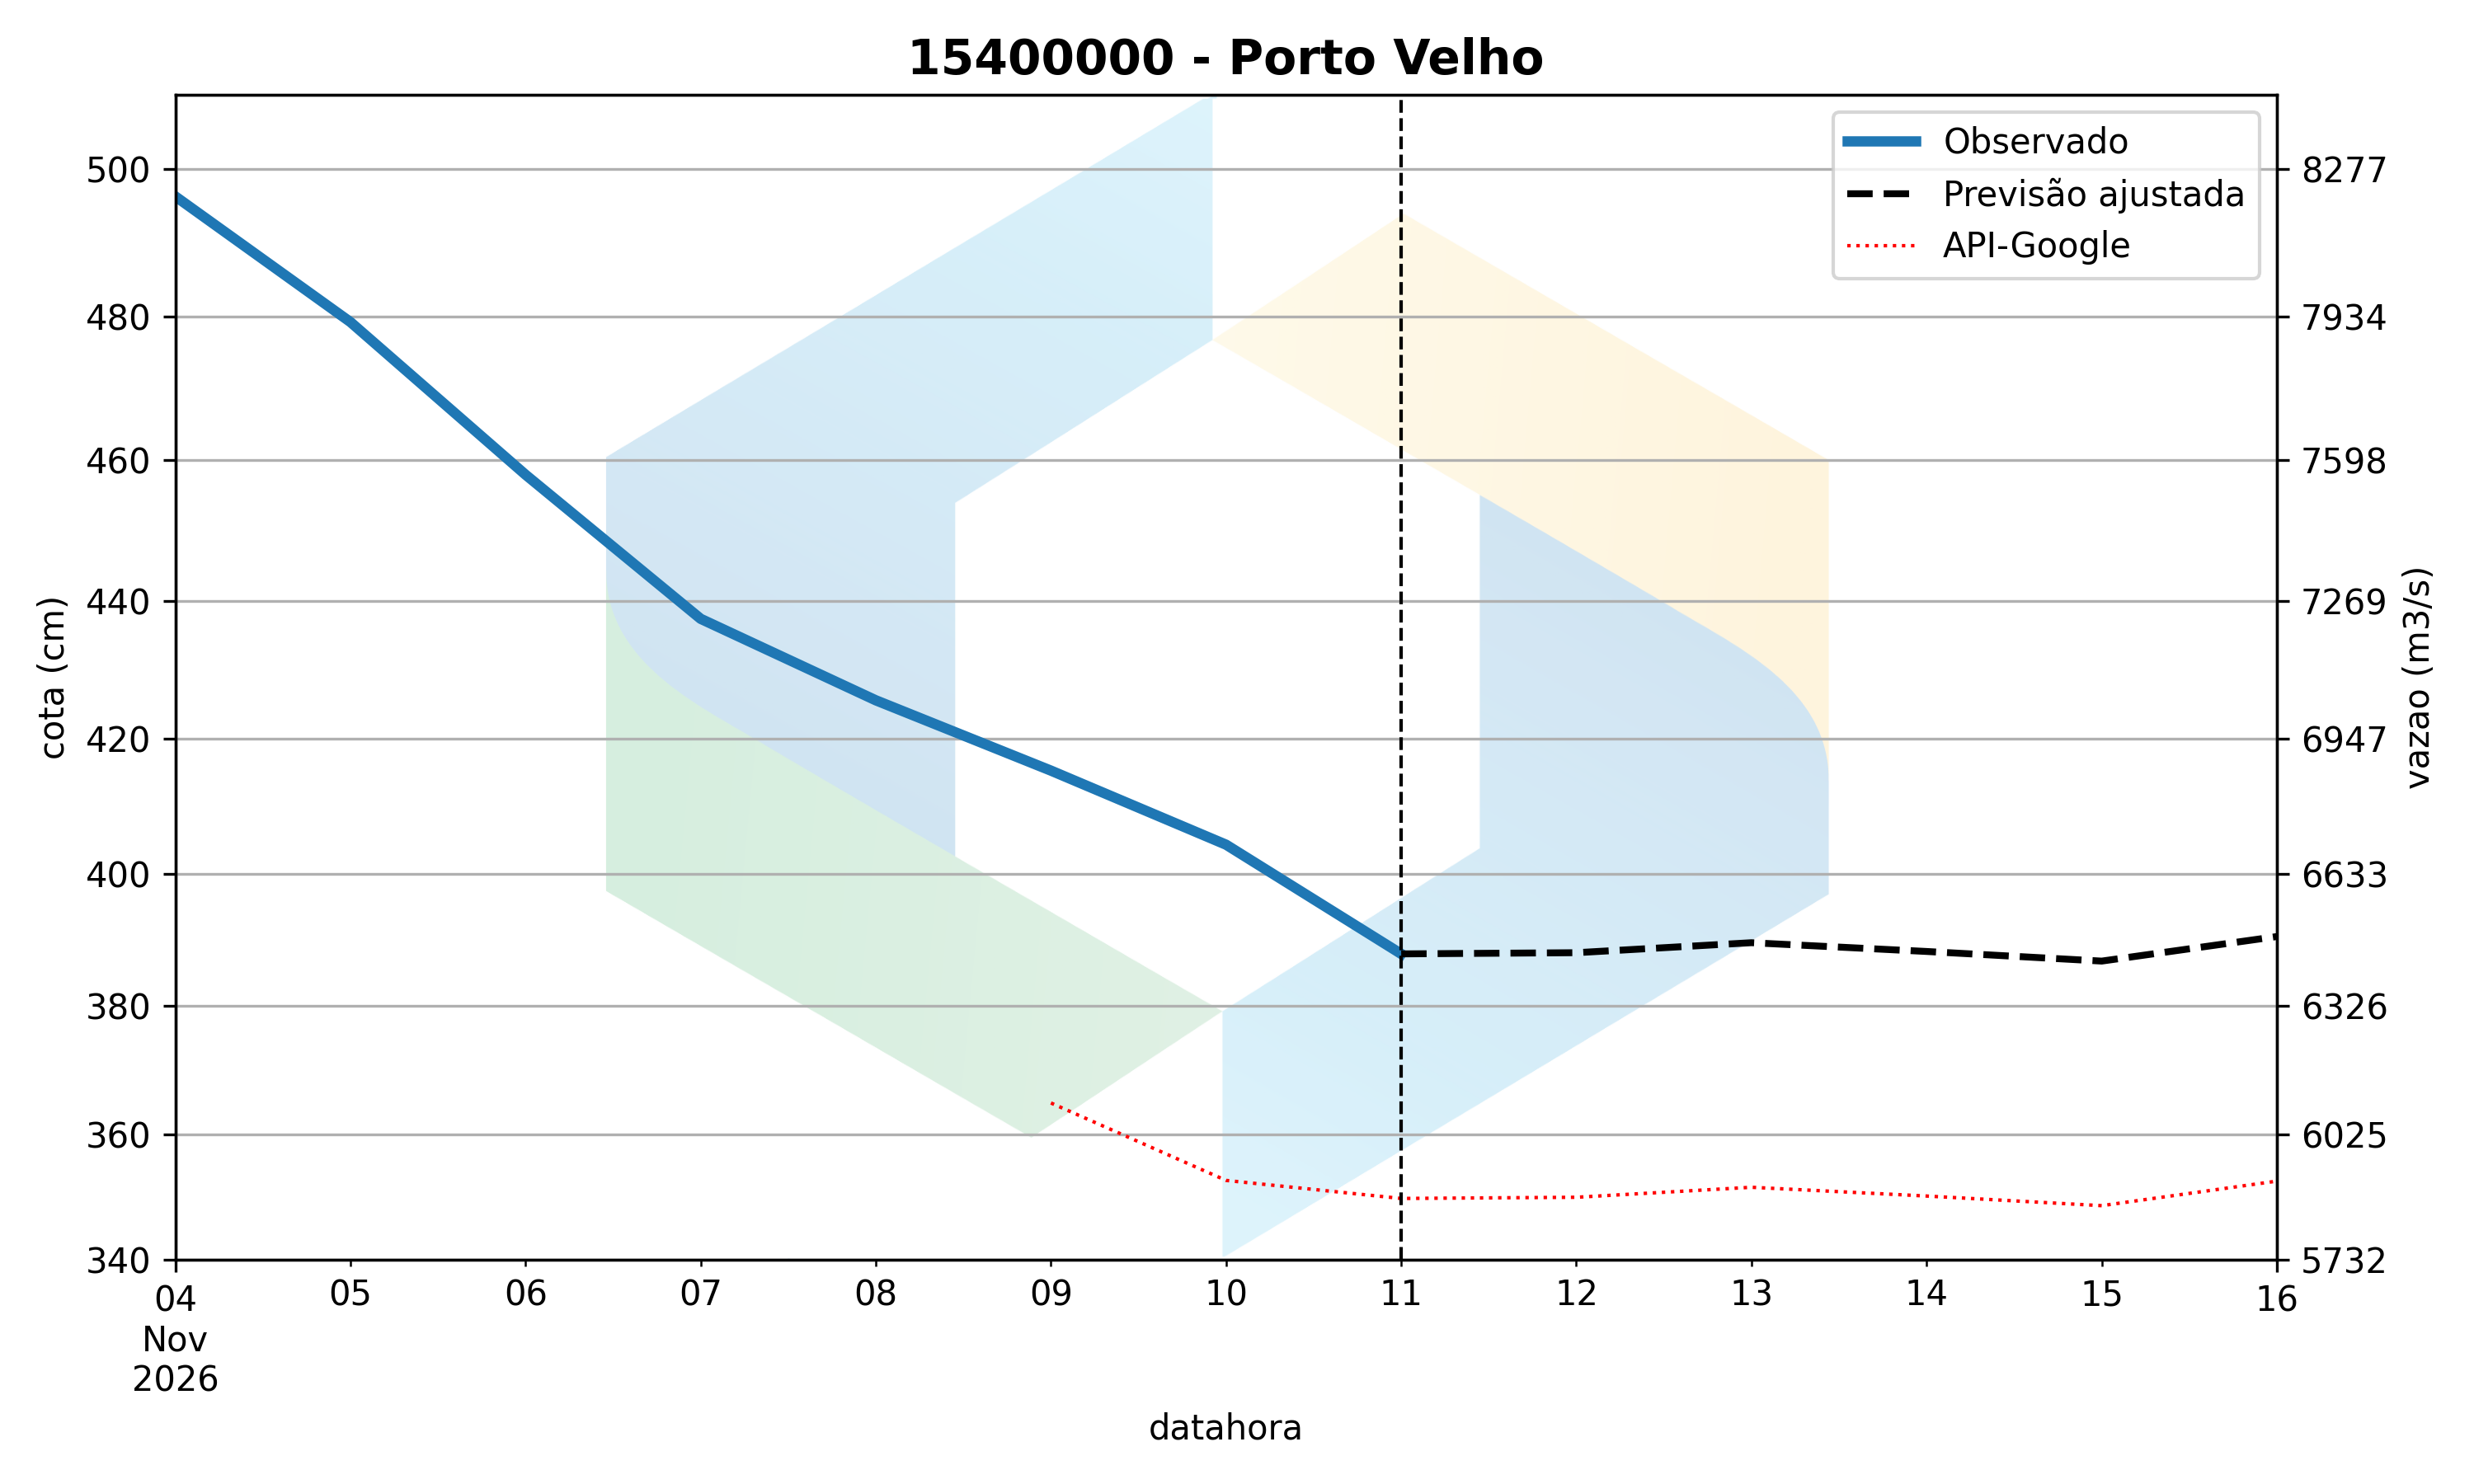 15400000 - Porto Velho
Observado
Previsão ajustada
API-Google
cota (cm)
500
480
460
440
420
400
380
360
340
8277
7934
7598
7269
6947
6633
6326
6025
5732
vazao (m3/s)
04 05 06 07 08 09 10 11 12 13 14 15 16
Nov
2026
datahora